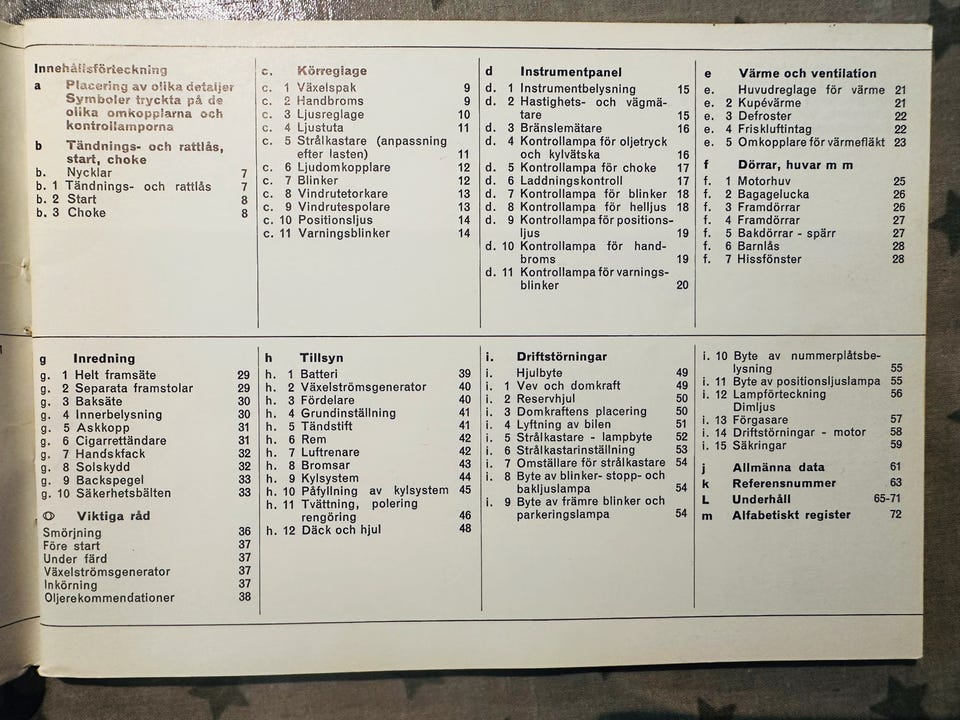 Innehållsförteckning
a Placering av olika detaljer
Symboler tryckta på de
olika omkopplarna och
kontrollamporna
b Tändnings- och rattlås,
start, choke
b. Nycklar 7
b. 1 Tändnings- och rattlås 7
b. 2 Start 8
b. 3 Choke 8
c. Körreglage
c. 1 Växelspak 9
c. 2 Handbroms 9
c. 3 Ljusreglage 10
c. 4 Ljustuta 11
c. 5 Strålkastare (anpassning
efter lasten) 11
c. 6 Ljudomkopplare 12
c. 7 Blinker 12
c. 8 Vindrutetorkare 13
c. 9 Vindrutespolare 13
c. 10 Positionsljus 14
c. 11 Varningsblinker 14
d Instrumentpanel
d. 1 Instrumentbelysning 15
d. 2 Hastighets- och vägmä-
tare 15
d. 3 Bränslemätare 16
d. 4 Kontrollampa för oljetryck
och kylvätska 16
d. 5 Kontrollampa för choke 17
d. 6 Laddningskontroll 17
d. 7 Kontrollampa för blinker 18
d. 8 Kontrollampa för helljus 18
d. 9 Kontrollampa för positions-
ljus 19
d. 10 Kontrollampa för hand-
broms 19
d. 11 Kontrollampa för varnings-
blinker 20
e Värme och ventilation
e. Huvudreglage för värme 21
e. 2 Kupévärme 21
e. 3 Defroster 22
e. 4 Friskluftintag 22
e. 5 Omkopplare för värmefläkt 23
f Dörrar, huvar m m
f. 1 Motorhuv 25
f. 2 Bagagelucka 26
f. 3 Framdörrar 26
f. 4 Framdörrar 27
f. 5 Bakdörrar - spärr 27
f. 6 Barnlås 28
f. 7 Hissfönster 28
g Inredning
g. 1 Helt framsäte 29
g. 2 Separata framstolar 29
g. 3 Baksäte 30
g. 4 Innerbelysning 30
g. 5 Askkopp 31
g. 6 Cigarrettändare 31
g. 7 Handskfack 32
g. 8 Solskydd 32
g. 9 Backspegel 33
g. 10 Säkerhetsbälten 33
Viktiga råd
Smörjning 36
Före start 37
Under färd 37
Växelströmsgenerator 37
Inkörning 37
Oljerekommendationer 38
h Tillsyn
h. 1 Batteri 39
h. 2 Växelströmsgenerator 40
h. 3 Fördelare 40
h. 4 Grundinställning 41
h. 5 Tändstift 41
h. 6 Rem 42
h. 7 Luftrenare 42
h. 8 Bromsar 43
h. 9 Kylsystem 44
h. 10 Påfyllning av kylsystem 45
h. 11 Tvättning, polering
rengöring 46
h. 12 Däck och hjul 48
i. Driftstörningar
i. Hjulbyte 49
i. 1 Vev och domkraft 49
i. 2 Reservhjul 50
i. 3 Domkraftens placering 50
i. 4 Lyftning av bilen 51
i. 5 Strålkastare - lampbyte 52
i. 6 Strålkastarinställning 53
i. 7 Omställare för strålkastare 54
i. 8 Byte av blinker- stopp- och
bakljuslampa 54
i. 9 Byte av främre blinker och
parkeringslampa 54
i. 10 Byte av nummerplåtsbe-
lysning 55
i. 11 Byte av positionsljuslampa 55
i. 12 Lampförteckning 56
Dimljus
i. 13 Förgasare 57
i. 14 Driftstörningar - motor 58
i. 15 Säkringar 59
j Allmänna data 61
k Referensnummer 63
L Underhåll 65-71
m Alfabetiskt register 72